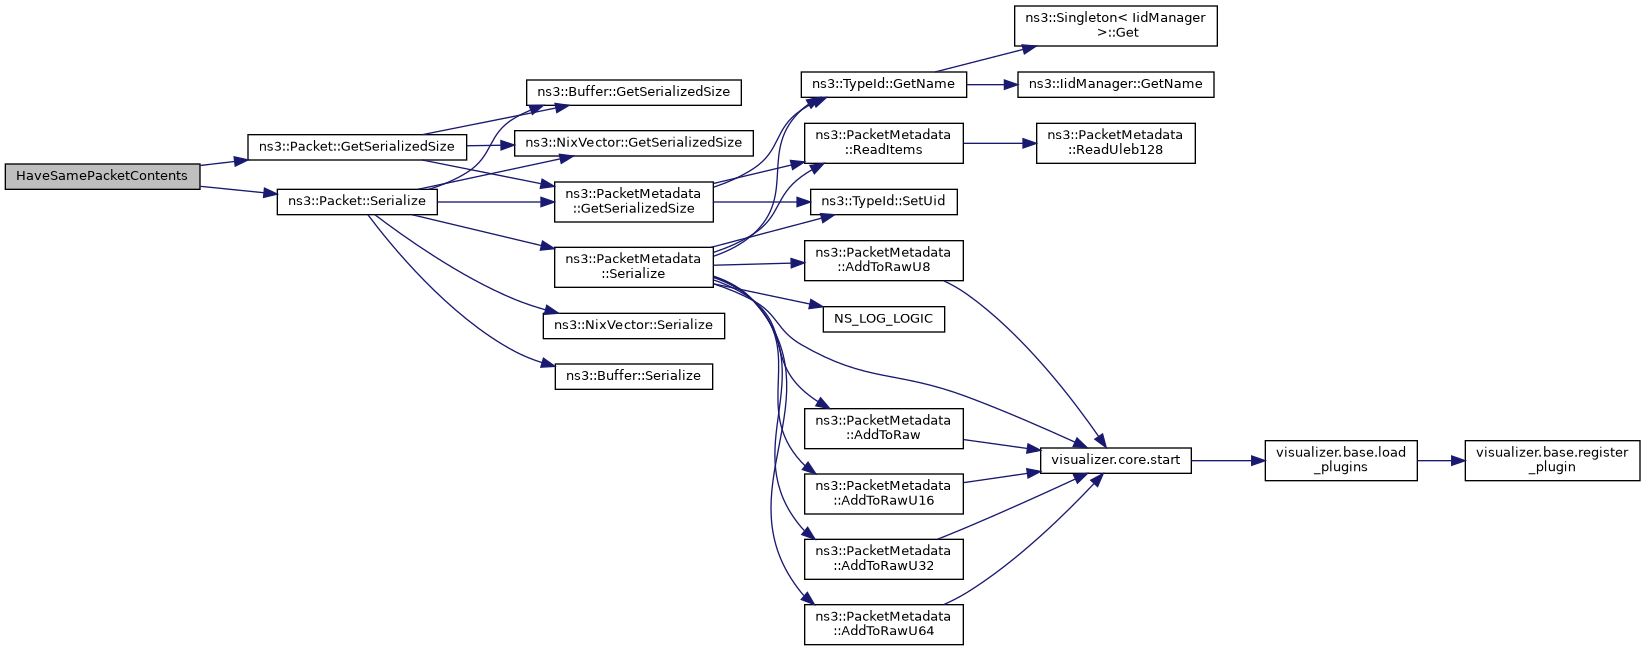 HaveSamePacketContents
ns3::Packet::GetSerializedSize
ns3::Packet::Serialize
ns3::Buffer::GetSerializedSize
ns3::NixVector::GetSerializedSize
ns3::PacketMetadata
::GetSerializedSize
ns3::PacketMetadata
::Serialize
ns3::NixVector::Serialize
ns3::Buffer::Serialize
ns3::TypeId::GetName
ns3::PacketMetadata
::ReadItems
ns3::TypeId::SetUid
ns3::PacketMetadata
::AddToRawU8
NS_LOG_LOGIC
ns3::PacketMetadata
::AddToRaw
ns3::PacketMetadata
::AddToRawU16
ns3::PacketMetadata
::AddToRawU32
ns3::PacketMetadata
::AddToRawU64
ns3::Singleton< IidManager
>::Get
ns3::IidManager::GetName
ns3::PacketMetadata
::ReadUleb128
visualizer.core.start
visualizer.base.load
_plugins
visualizer.base.register
_plugin